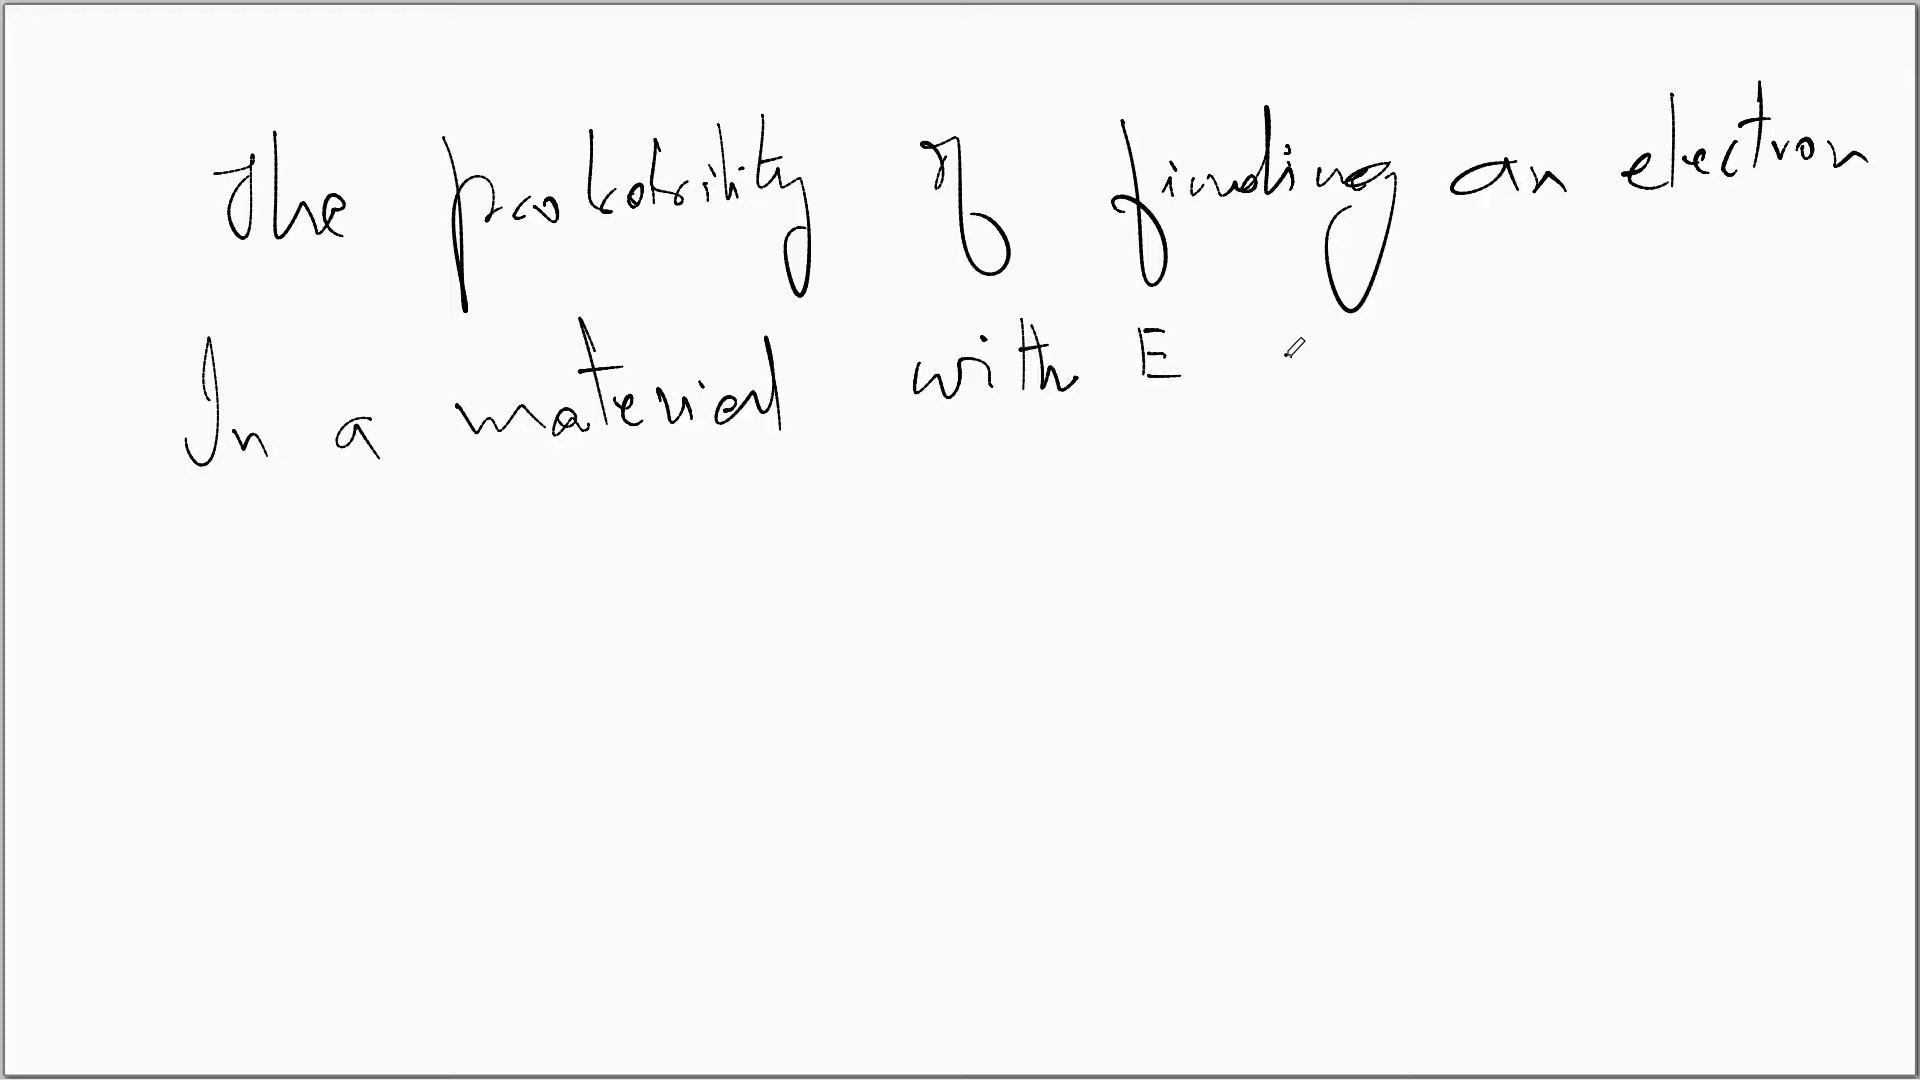 The probability of finding an electron
In a material with E